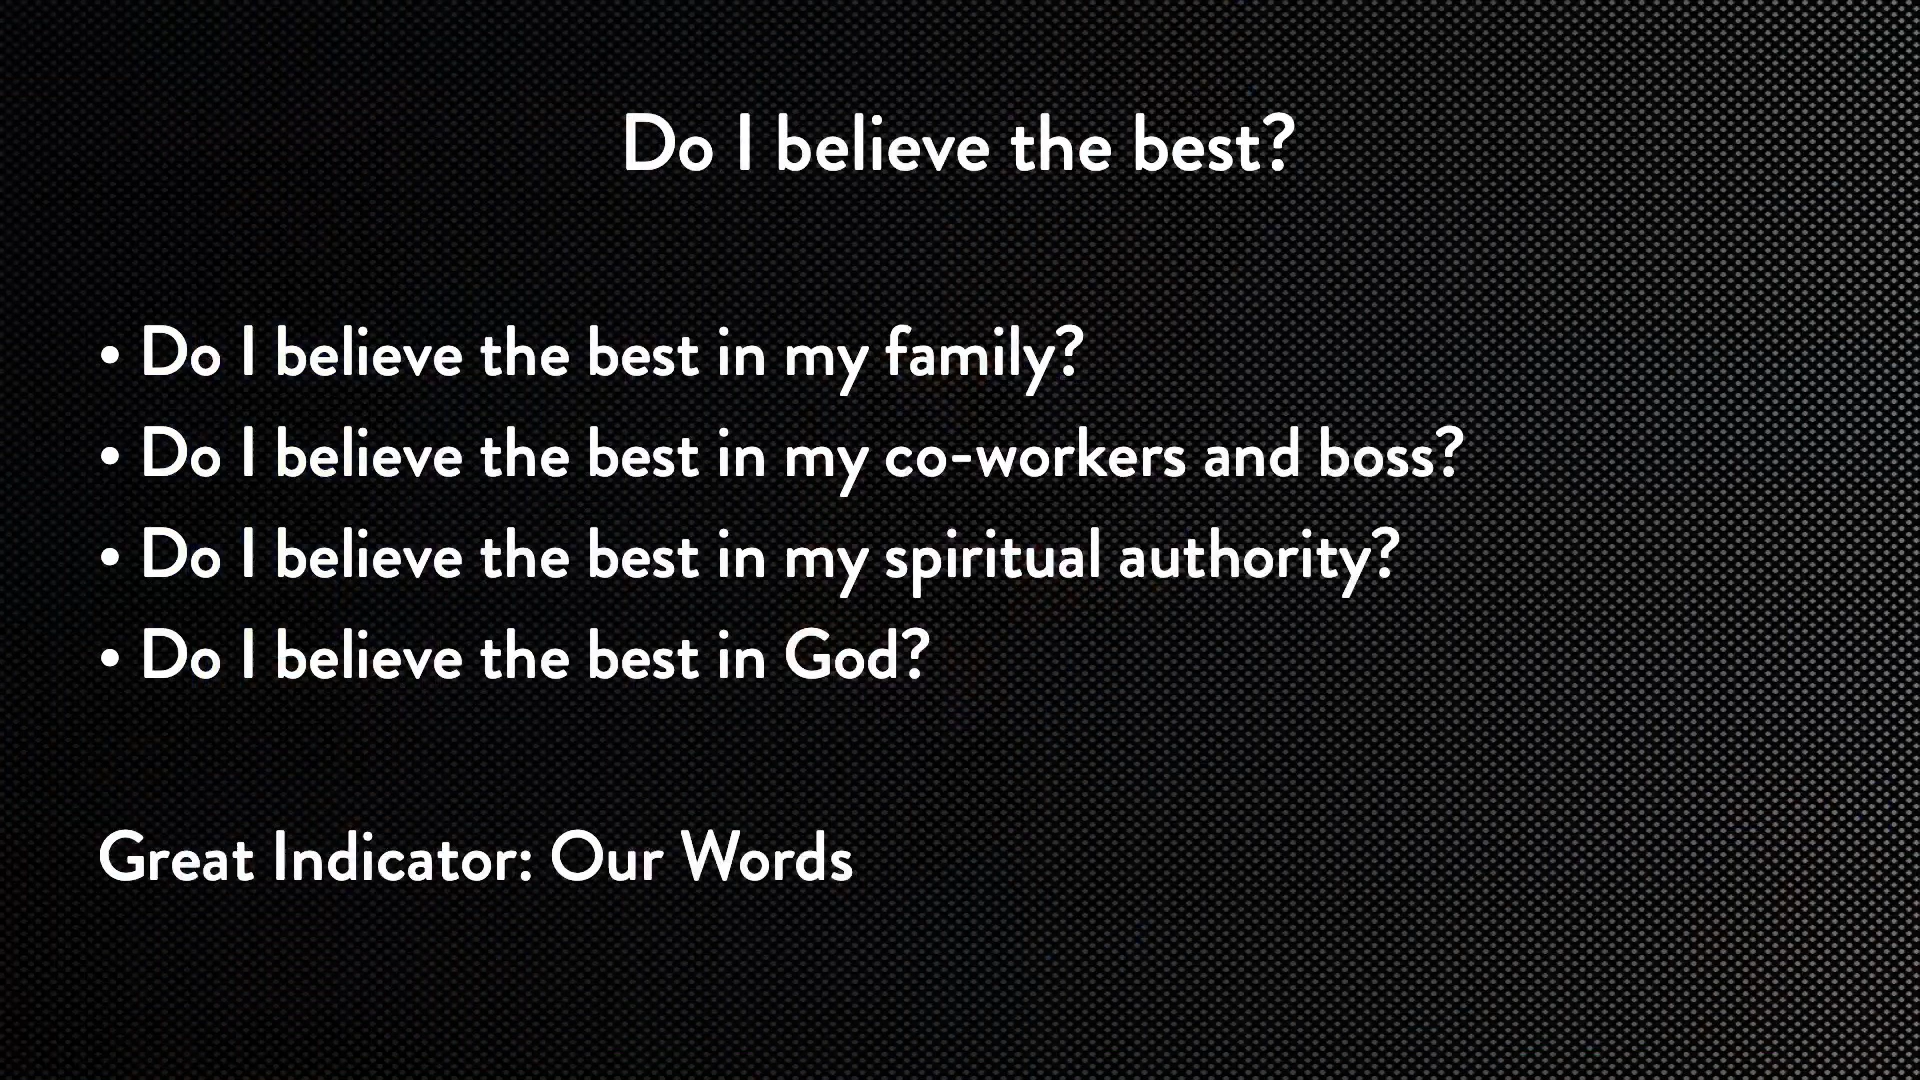 Do I believe the best?
• Do I believe the best in my family?
• Do I believe the best in my co-workers and boss?
• Do I believe the best in my spiritual authority?
• Do I believe the best in God?
Great Indicator: Our Words